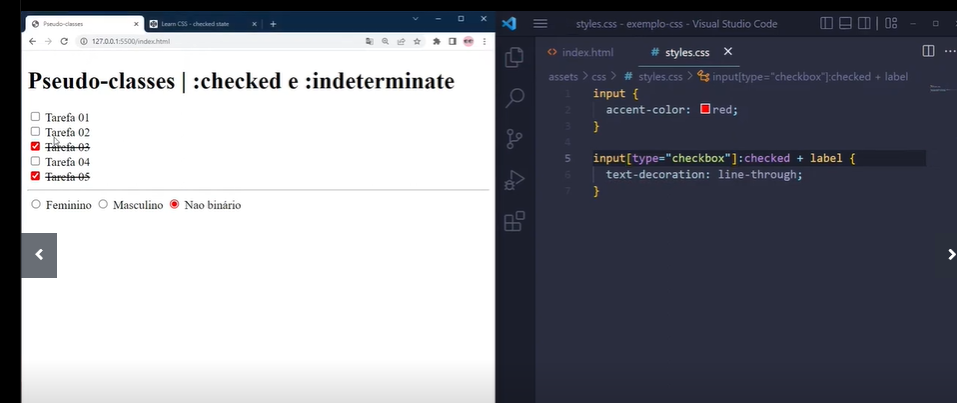 Pseudo-classes
Learn CSS - checked state
127.0.0.1:5500/index.html
Pseudo-classes | :checked e :indeterminate
Tarefa 01
Tarefa 02
Tarefa 03
Tarefa 04
Tarefa 05
Feminino Masculino Nao binário
styles.css - exemplo-css - Visual Studio Code
index.html
# styles.css
assets > css > # styles.css > input[type="checkbox"]:checked + label
1 input {
2 accent-color: red;
3 }
4
5 input[type="checkbox"]:checked + label {
6 text-decoration: line-through;
7 }